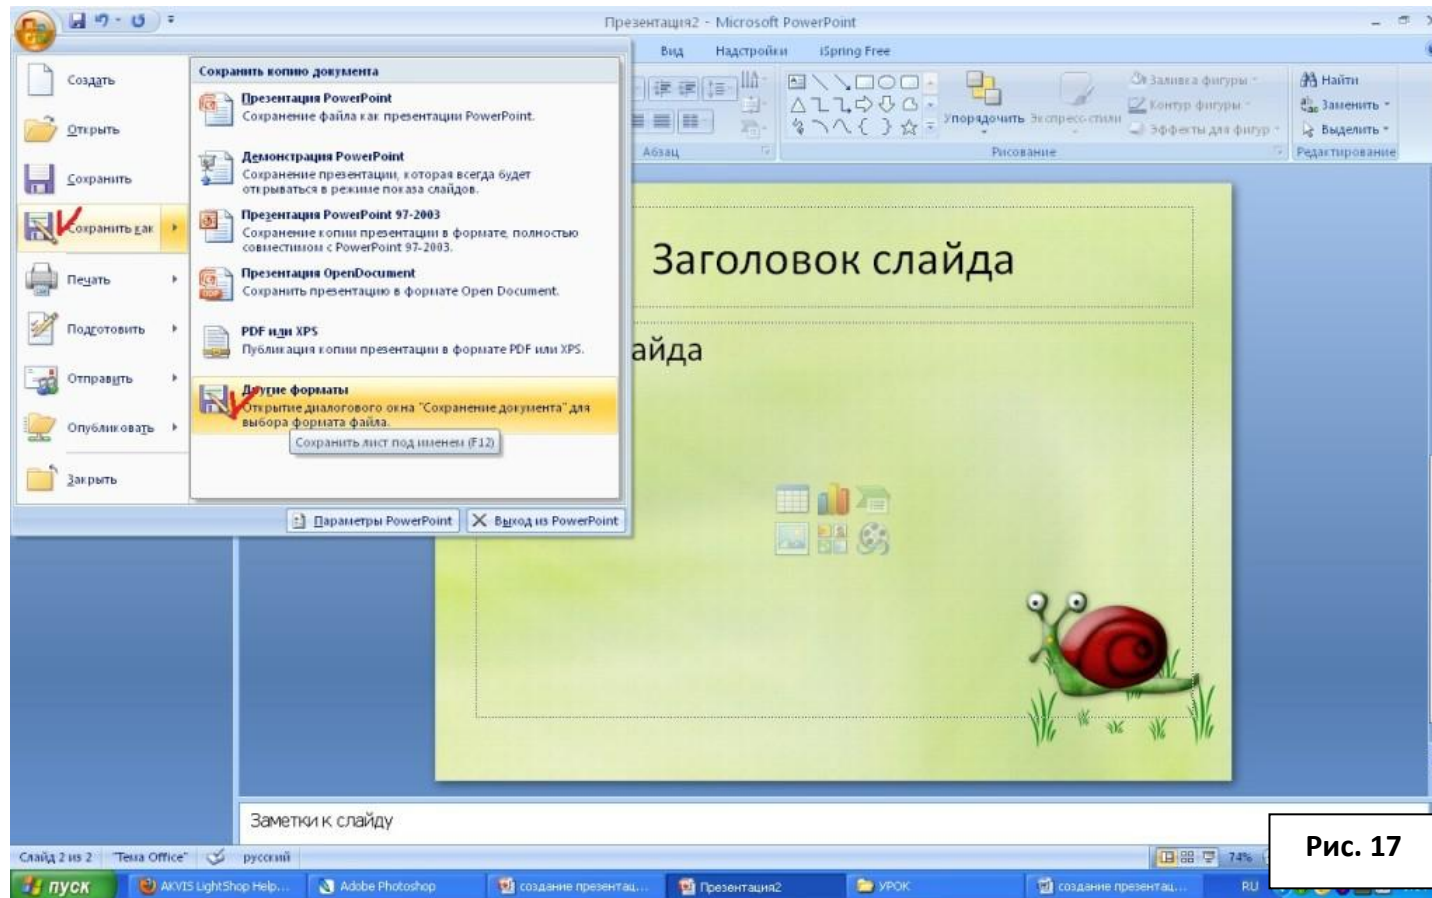 Презентация2 - Microsoft PowerPoint
Вид Надстройки iSpring Free
Создать
Открыть
Сохранить
Сохранить как
Печать
Подготовить
Отправить
Опубликовать
Закрыть
Сохранить копию документа
Презентация PowerPoint
Сохранение файла как презентации PowerPoint.
Демонстрация PowerPoint
Сохранение презентации, которая всегда будет
открываться в режиме показа слайдов.
Презентация PowerPoint 97-2003
Сохранение копии презентации в формате, полностью
совместимом с PowerPoint 97-2003.
Презентация OpenDocument
Сохранить презентацию в формате Open Document.
PDF или XPS
Публикация копии презентации в формате PDF или XPS.
Другие форматы
Открытие диалогового окна "Сохранение документа" для
выбора формата файла.
Сохранить лист под именем (F12)
Параметры PowerPoint Выход из PowerPoint
Абзац
Упорядочить Экспресс-стили
Заливка фигуры
Контур фигуры
Эффекты для фигур
Рисование
Найти
Заменить
Выделить
Редактирование
Заголовок слайда
айда
Заметки к слайду
Рис. 17
Слайд 2 из 2 "Тема Office" русский 74%
пуск AKVIS LightShop Help... Adobe Photoshop создание презентац... Презентация2 УРОК создание презентац... RU